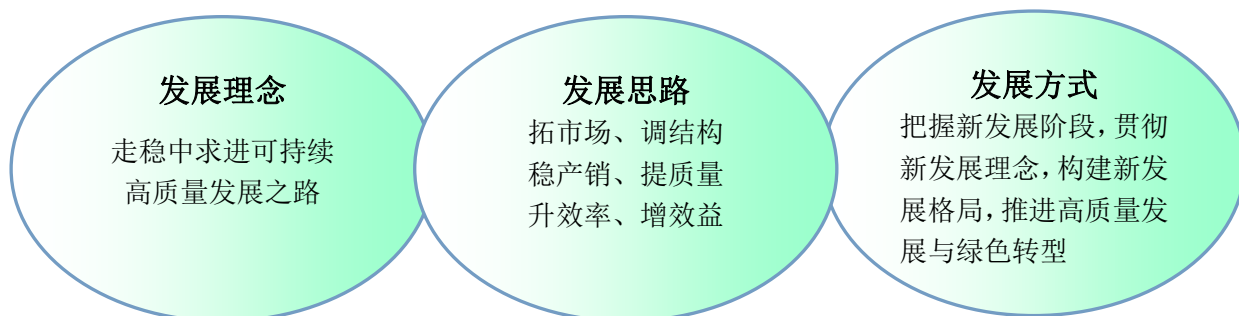 发展理念
走稳中求进可持续
高质量发展之路
发展思路
拓市场、调结构
稳产销、提质量
升效率、增效益
发展方式
把握新发展阶段,贯彻
新发展理念,构建新发
展格局,推进高质量发
展与绿色转型